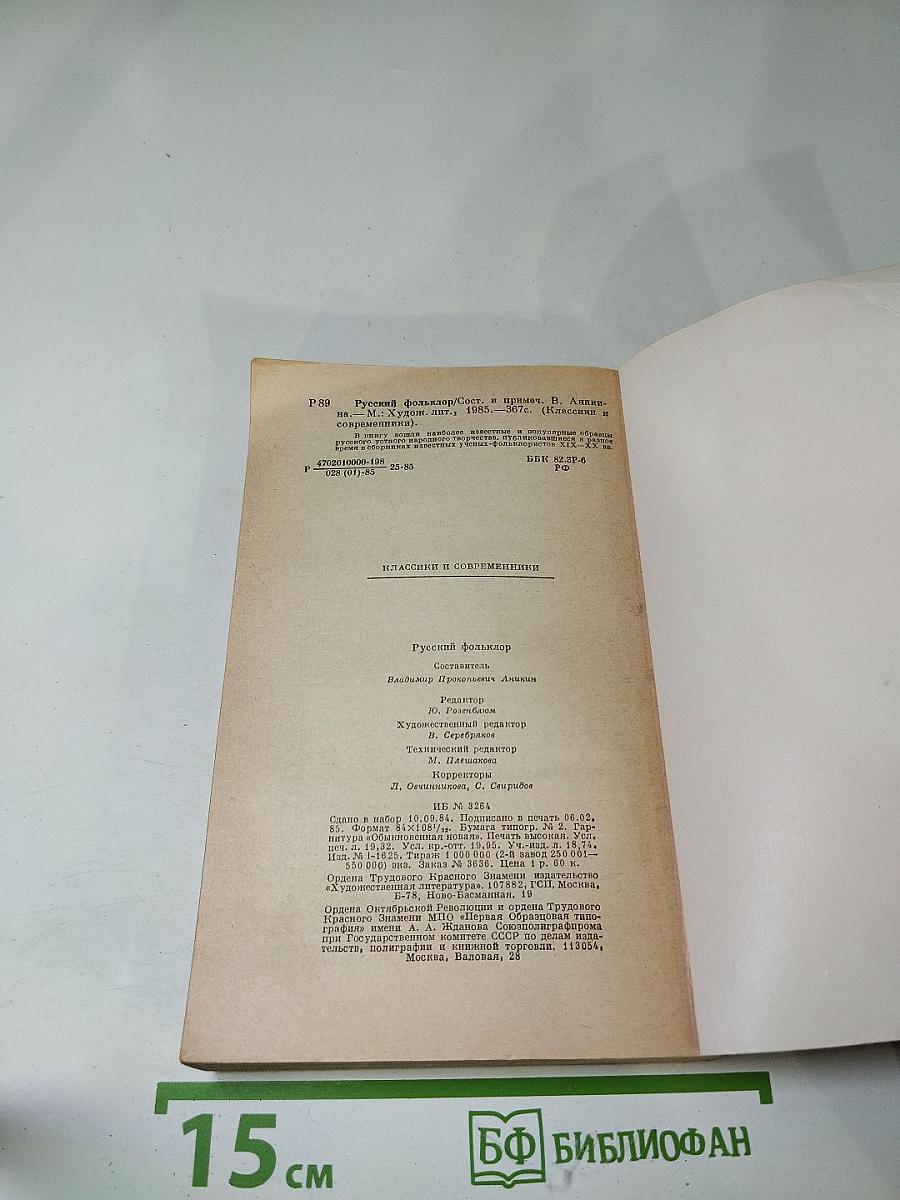 Р89 Русский фольклор/Сост. и примеч. В. Аники-
на.— М.: Худож. лит., 1985.—367с. (Классики и
современники).
В книгу вошли наиболее известные и популярные образцы
русского устного народного творчества, публиковавшиеся в разное
время в сборниках известных ученых-фольклористов XIX—XX вв.
Р 4702010000-198 25-85 ББК 82.3Р-6
028 (01)-85 РФ
КЛАССИКИ И СОВРЕМЕННИКИ
Русский фольклор
Составитель
Владимир Прокопьевич Аникин
Редактор
Ю. Розенблюм
Художественный редактор
В. Серебряков
Технический редактор
М. Плешакова
Корректоры
Л. Овчинникова, С. Свиридов
ИБ № 3264
Сдано в набор 10.09.84. Подписано в печать 06.02.
85. Формат 84×108¹/₃₂. Бумага типогр. № 2. Гар-
нитура «Обыкновенная новая». Печать высокая. Усл.
печ. л. 19,32. Усл. кр.-отт. 19,95. Уч.-изд. л. 18,74.
Изд. № I-1625. Тираж 1 000 000 (2-й завод 250 001—
550 000) экз. Заказ № 3636. Цена 1 р. 60 к.
Ордена Трудового Красного Знамени издательство
«Художественная литература». 107882, ГСП, Москва,
Б-78, Ново-Басманная, 19
Ордена Октябрьской Революции и ордена Трудового
Красного Знамени МПО «Первая Образцовая типо-
графия» имени А. А. Жданова Союзполиграфпрома
при Государственном комитете СССР по делам изда-
тельств, полиграфии и книжной торговли. 113054,
Москва, Валовая, 28
15 см
БФ БИБЛИОФАН